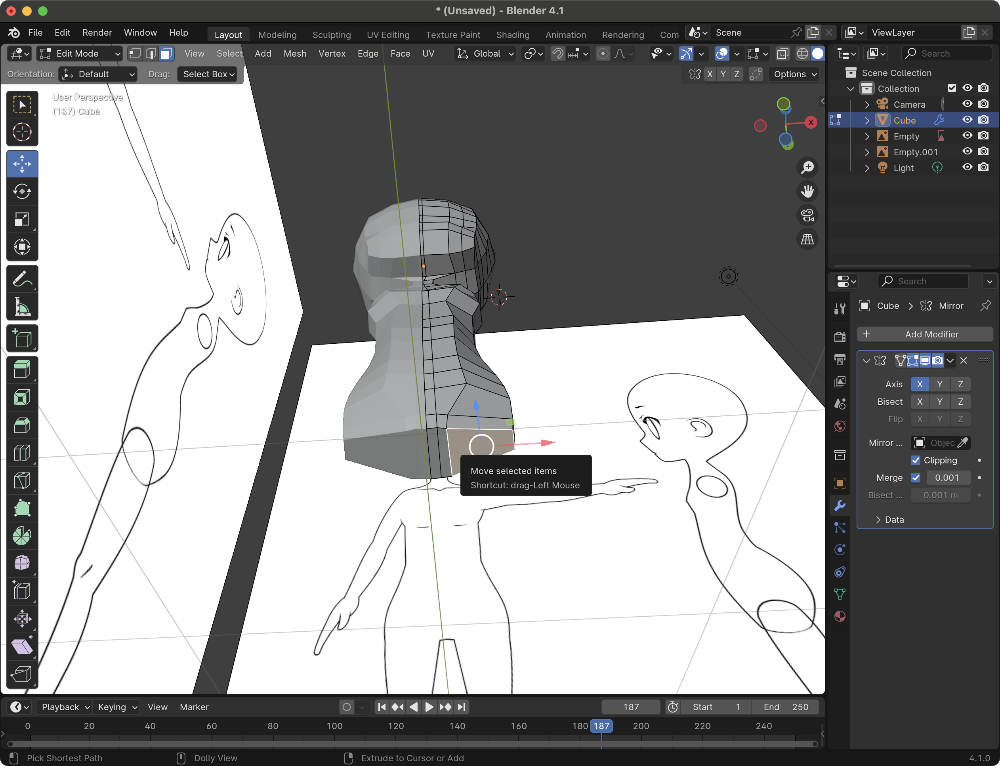 * (Unsaved) - Blender 4.1
File Edit Render Window Help Layout Modeling Sculpting UV Editing Texture Paint Shading Animation Rendering Com Scene ViewLayer
Edit Mode View Select Add Mesh Vertex Edge Face UV Global Search
Orientation: Default Drag: Select Box X Y Z Options
User Perspective
(187) Cube
X
Scene Collection
Collection
Camera
Cube
Empty
Empty.001
Light
Search
Cube > Mirror
Add Modifier
Axis X Y Z
Bisect X Y Z
Flip X Y Z
Mirror ... Objec
Clipping
Merge 0.001
Bisect ... 0.001 m
Data
Move selected items
Shortcut: drag-Left Mouse
Playback Keying View Marker 187 Start 1 End 250
0 20 40 60 80 100 120 140 160 180 187 200 220 240
Pick Shortest Path Dolly View Extrude to Cursor or Add 4.1.0